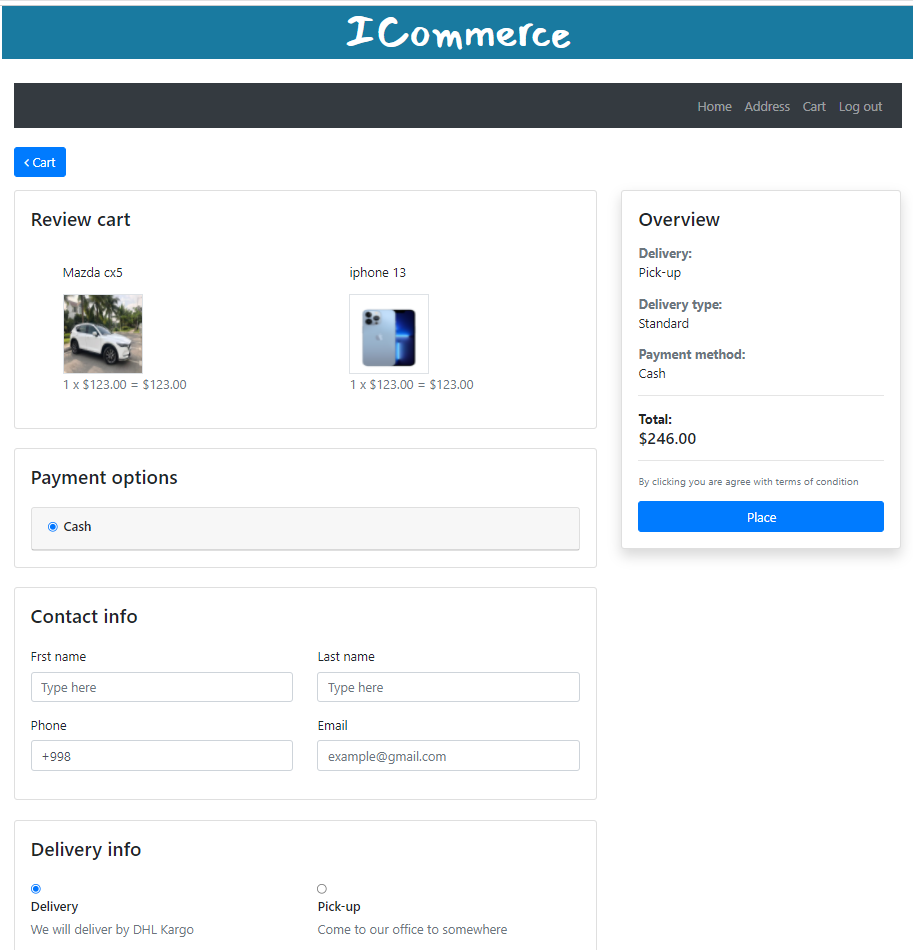 ICommerce
Home Address Cart Log out
‹ Cart
Review cart
Mazda cx5
1 x $123.00 = $123.00
iphone 13
1 x $123.00 = $123.00
Payment options
Cash
Contact info
Frst name
Type here
Last name
Type here
Phone
+998
Email
example@gmail.com
Delivery info
Delivery
We will deliver by DHL Kargo
Pick-up
Come to our office to somewhere
Overview
Delivery:
Pick-up
Delivery type:
Standard
Payment method:
Cash
Total:
$246.00
By clicking you are agree with terms of condition
Place